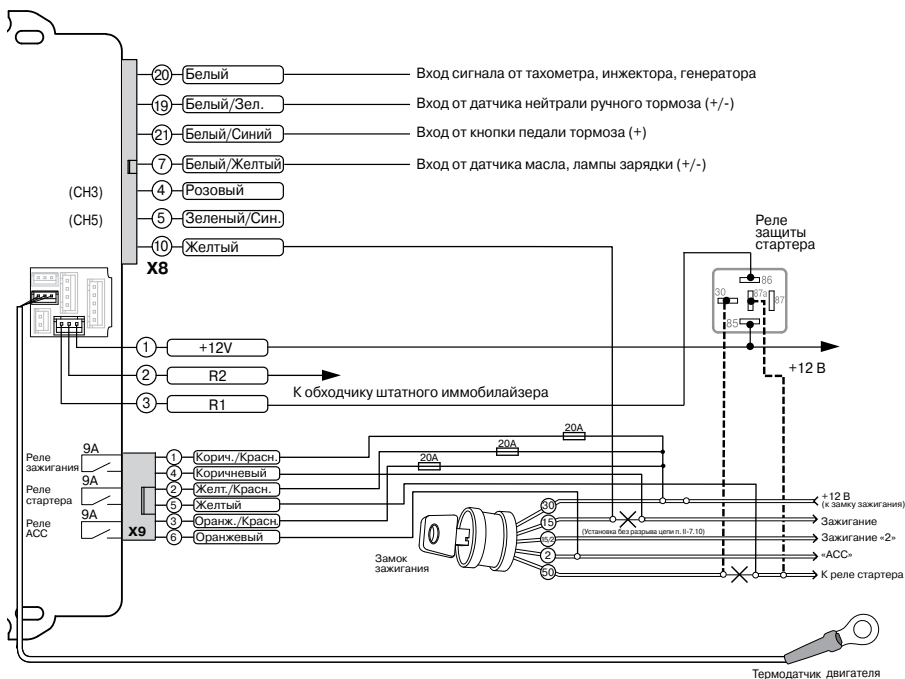 20 Белый Вход сигнала от тахометра, инжектора, генератора
19 Белый/Зел. Вход от датчика нейтрали ручного тормоза (+/-)
21 Белый/Синий Вход от кнопки педали тормоза (+)
7 Белый/Желтый Вход от датчика масла, лампы зарядки (+/-)
(CH3) 4 Розовый
(CH5) 5 Зеленый/Син.
10 Желтый
X8
Реле
защиты
стартера
86
30
87a
87
85
1 +12V
+12 В
2 R2
К обходчику штатного иммобилайзера
3 R1
20A
20A
20A
Реле
зажигания
9A
Реле
стартера
9A
Реле
ACC
9A
X9
1 Корич./Красн.
4 Коричневый
2 Желт./Красн.
5 Желтый
3 Оранж./Красн.
6 Оранжевый
Замок
зажигания
30
+12 В
(к замку зажигания)
15
Зажигание
(Установка без разрыва цепи п. II-7.10)
15/2
Зажигание «2»
2
«ACC»
50
К реле стартера
Термодатчик двигателя